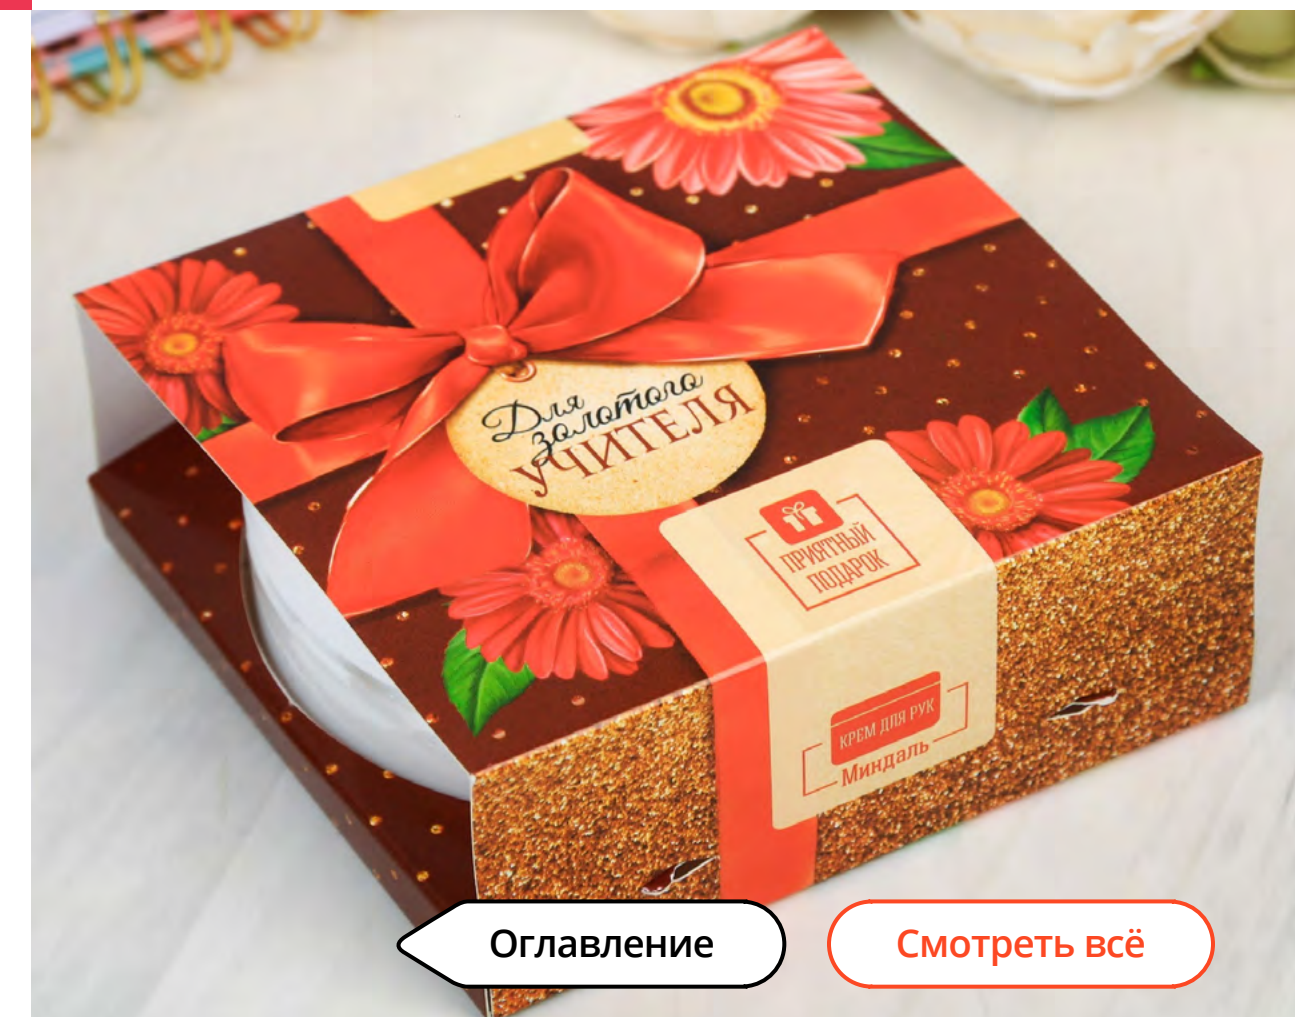 Для
золотого
УЧИТЕЛЯ
ПРИЯТНЫЙ
ПОДАРОК
КРЕМ ДЛЯ РУК
Миндаль
Оглавление
Смотреть всё